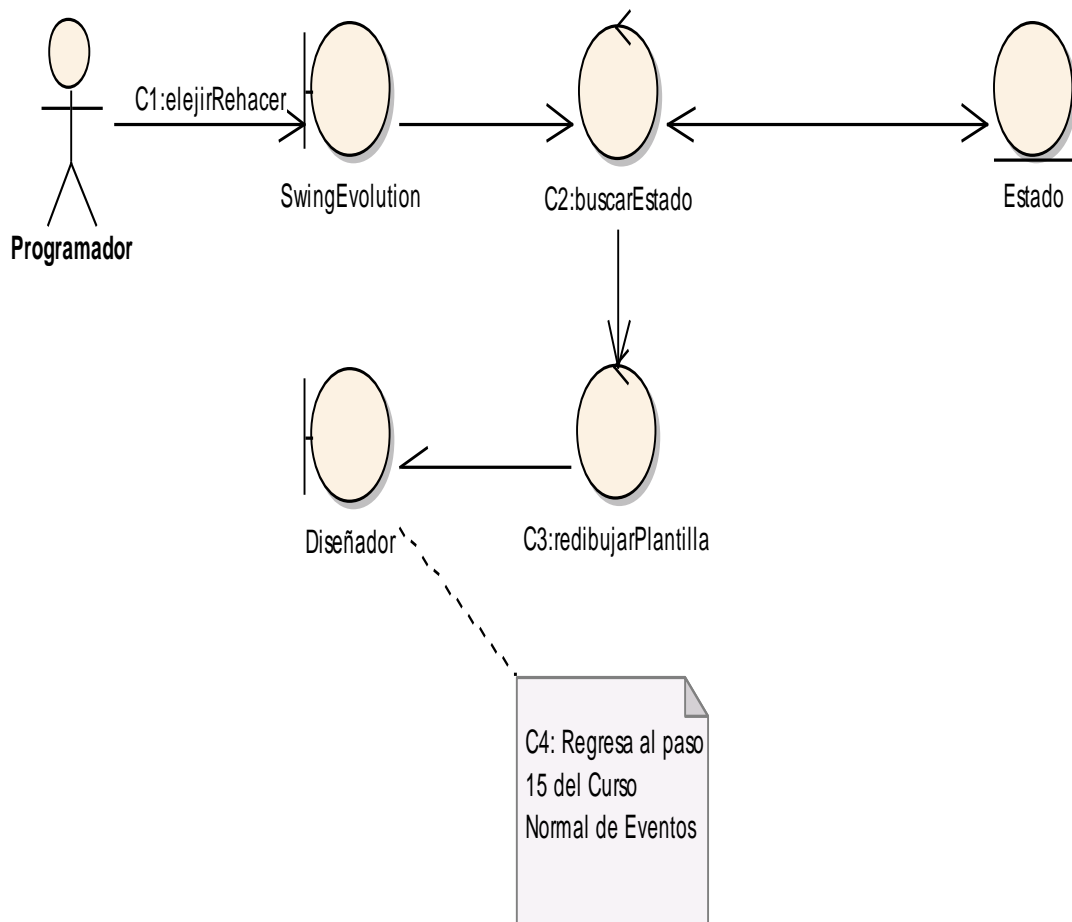 C1:elejirRehacer
SwingEvolution
C2:buscarEstado
Estado
Programador
Diseñador
C3:redibujarPlantilla
C4: Regresa al paso
15 del Curso
Normal de Eventos